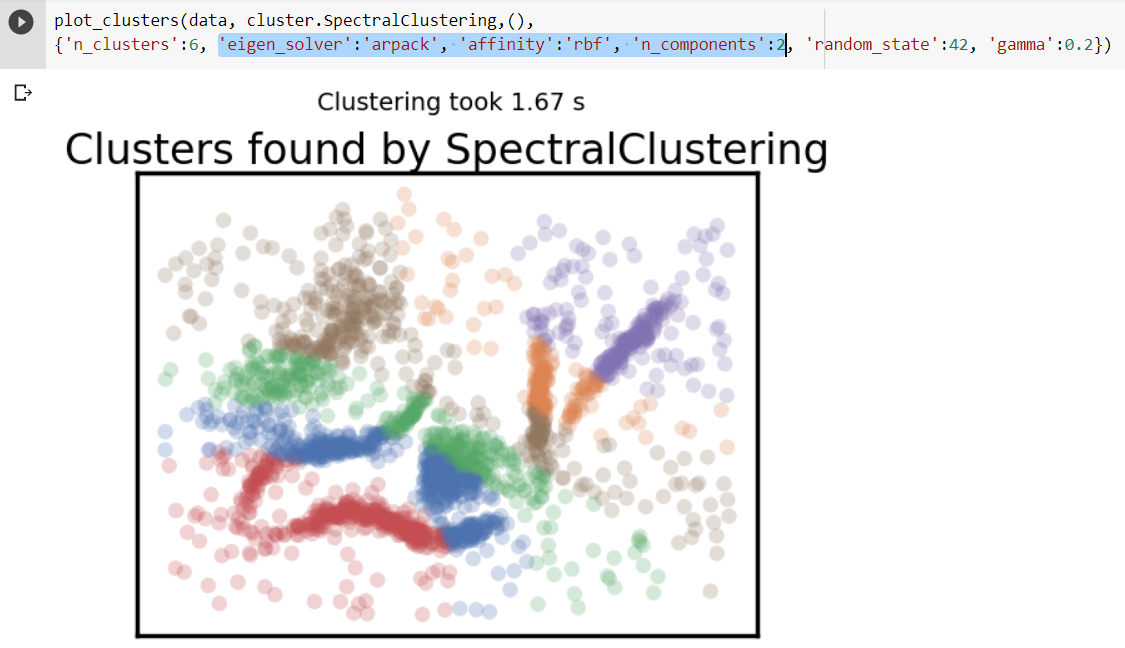 plot_clusters(data, cluster.SpectralClustering,(),
{'n_clusters':6, 'eigen_solver':'arpack', 'affinity':'rbf', 'n_components':2, 'random_state':42, 'gamma':0.2})
Clustering took 1.67 s
Clusters found by SpectralClustering